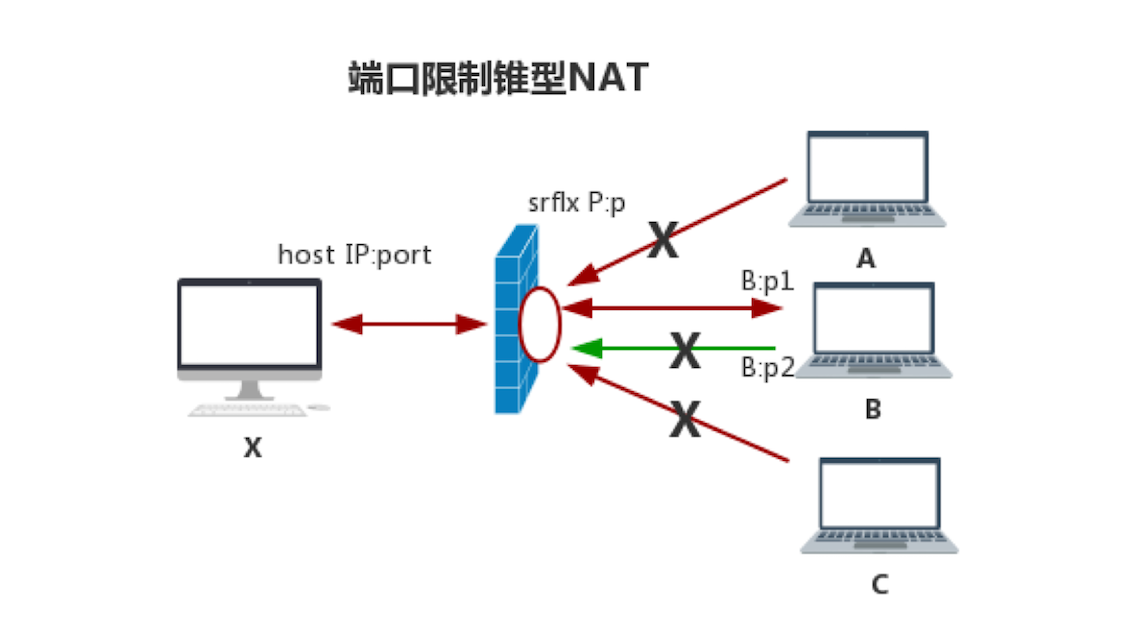 端口限制锥型NAT
srflx P:p
host IP:port
X
A
B:p1
X
B:p2
B
X
X
C